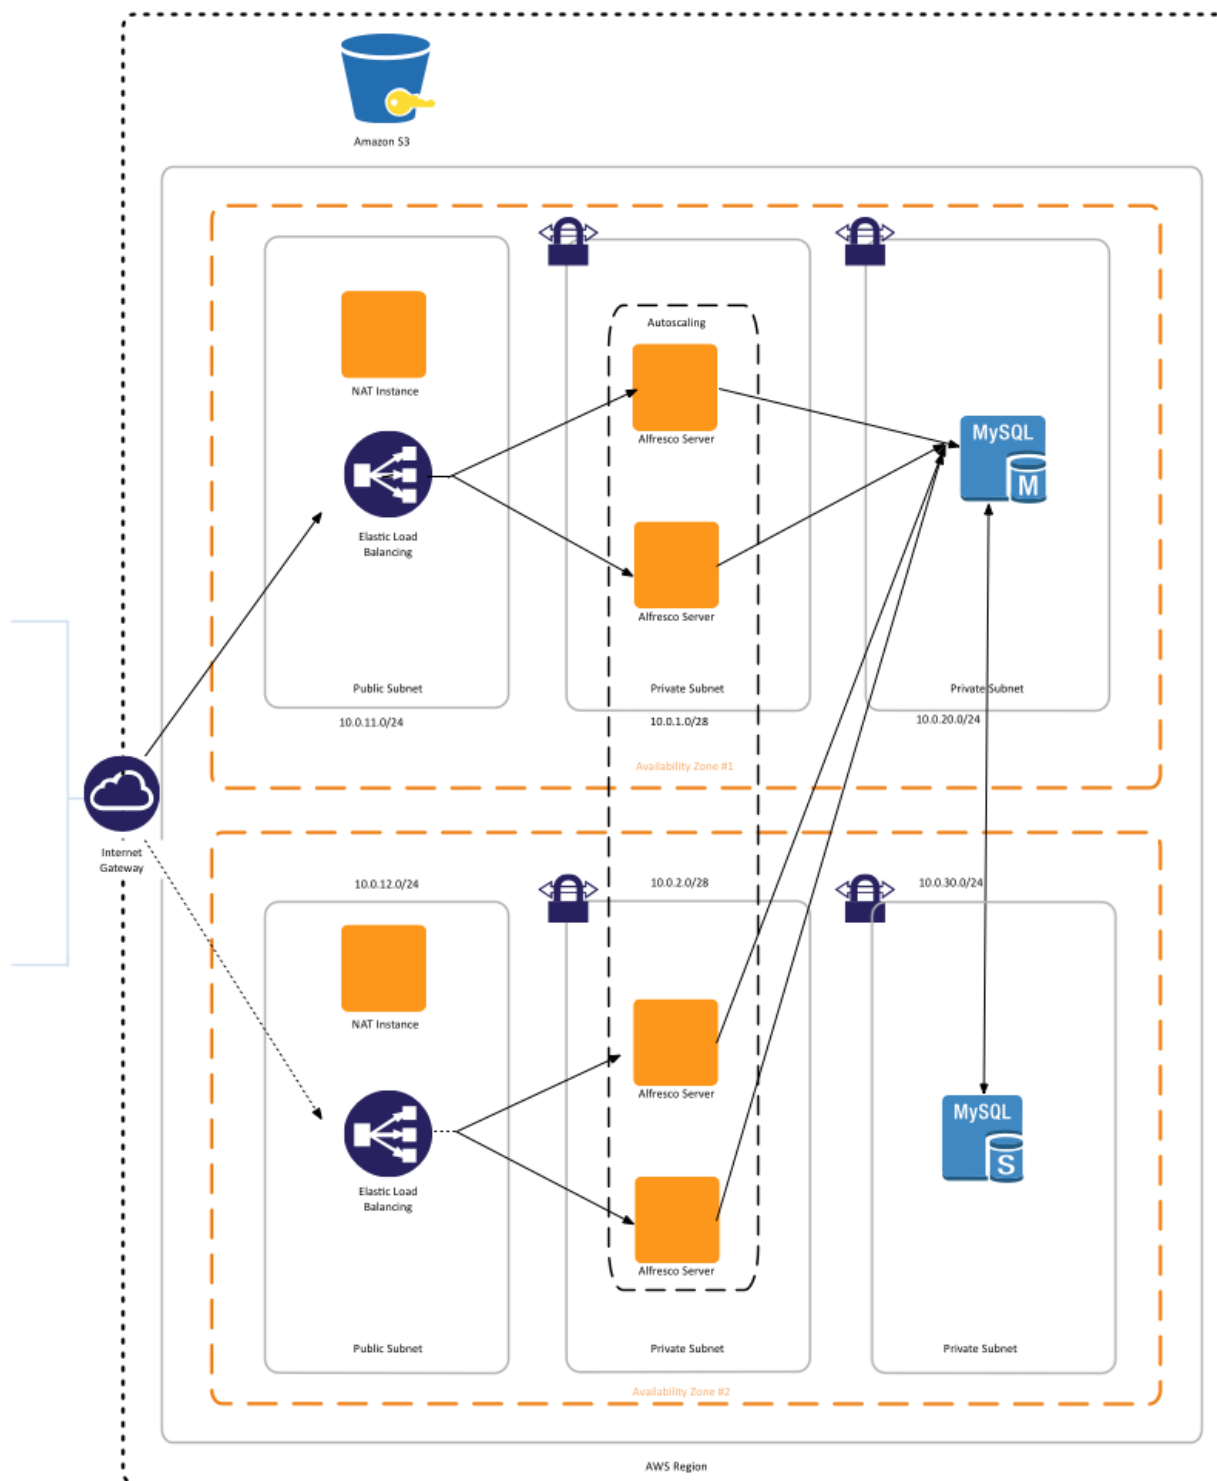 Amazon S3
Autoscaling
NAT Instance
Alfresco Server
MySQL
M
Elastic Load
Balancing
Alfresco Server
Public Subnet
Private Subnet
Private Subnet
10.0.11.0/24
10.0.1.0/28
10.0.20.0/24
Availability Zone #1
Internet
Gateway
10.0.12.0/24
10.0.2.0/28
10.0.30.0/24
NAT Instance
Alfresco Server
MySQL
S
Elastic Load
Balancing
Alfresco Server
Public Subnet
Private Subnet
Private Subnet
Availability Zone #2
AWS Region